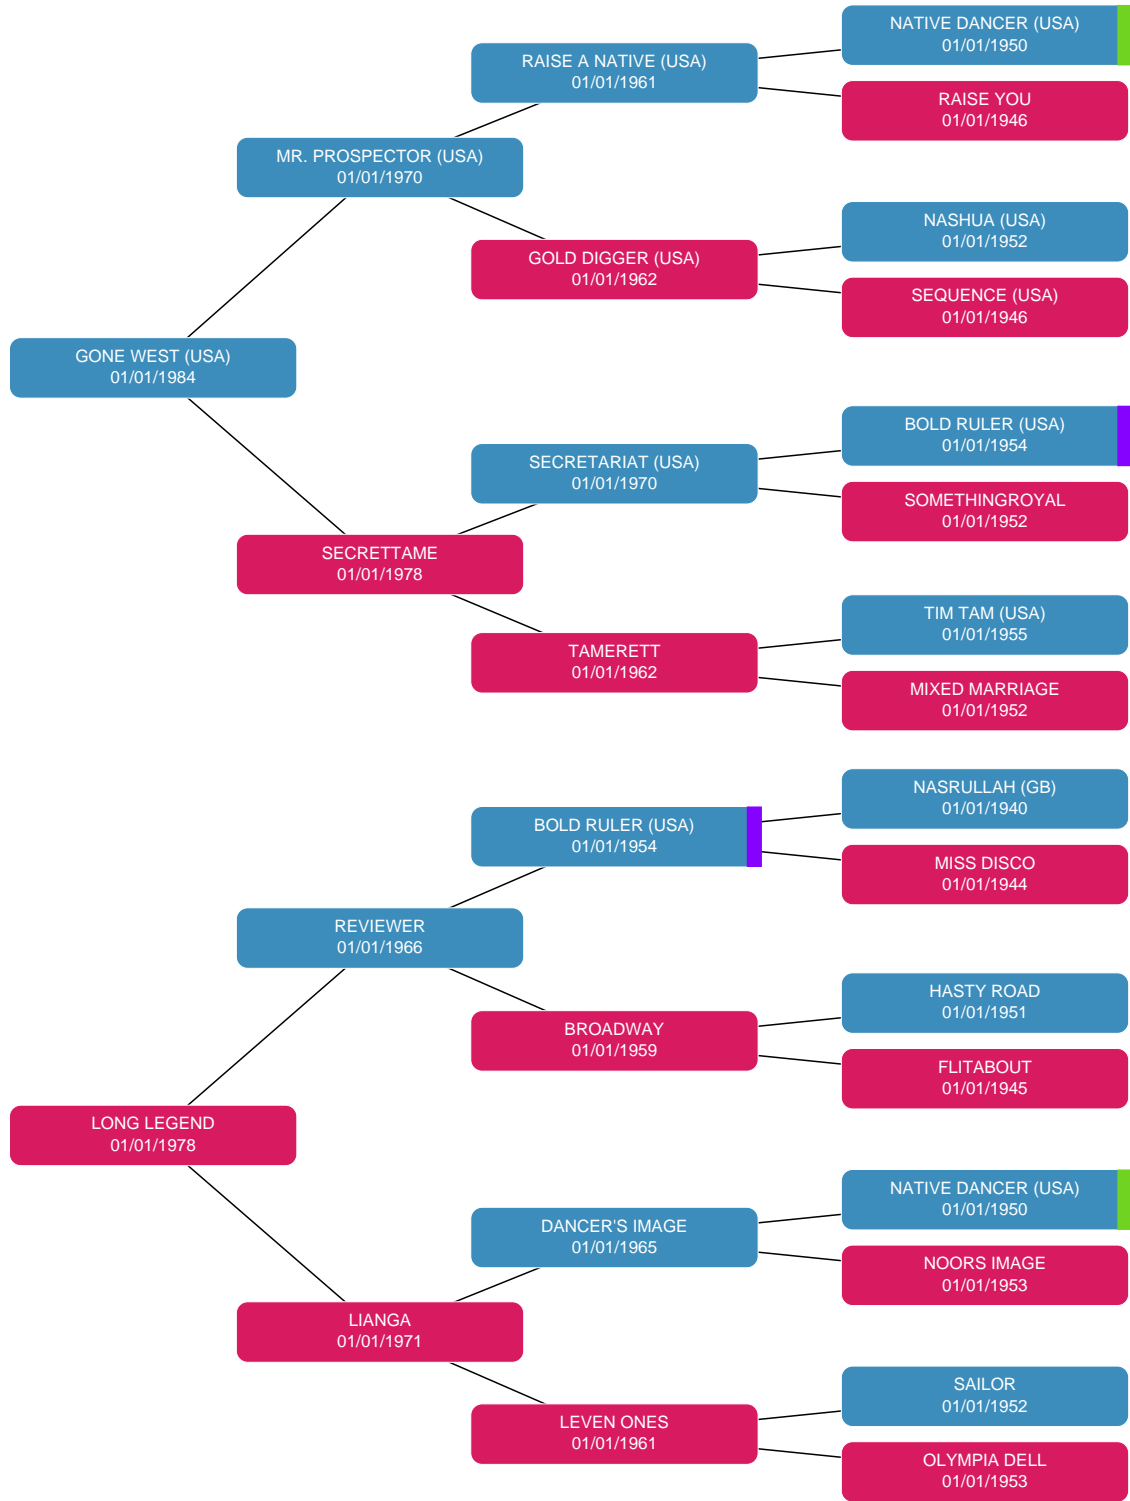 NATIVE DANCER (USA)
01/01/1950
RAISE A NATIVE (USA)
01/01/1961
RAISE YOU
01/01/1946
MR. PROSPECTOR (USA)
01/01/1970
NASHUA (USA)
01/01/1952
GOLD DIGGER (USA)
01/01/1962
SEQUENCE (USA)
01/01/1946
GONE WEST (USA)
01/01/1984
BOLD RULER (USA)
01/01/1954
SECRETARIAT (USA)
01/01/1970
SOMETHINGROYAL
01/01/1952
SECRETTAME
01/01/1978
TIM TAM (USA)
01/01/1955
TAMERETT
01/01/1962
MIXED MARRIAGE
01/01/1952
NASRULLAH (GB)
01/01/1940
BOLD RULER (USA)
01/01/1954
MISS DISCO
01/01/1944
REVIEWER
01/01/1966
HASTY ROAD
01/01/1951
BROADWAY
01/01/1959
FLITABOUT
01/01/1945
LONG LEGEND
01/01/1978
NATIVE DANCER (USA)
01/01/1950
DANCER'S IMAGE
01/01/1965
NOORS IMAGE
01/01/1953
LIANGA
01/01/1971
SAILOR
01/01/1952
LEVEN ONES
01/01/1961
OLYMPIA DELL
01/01/1953